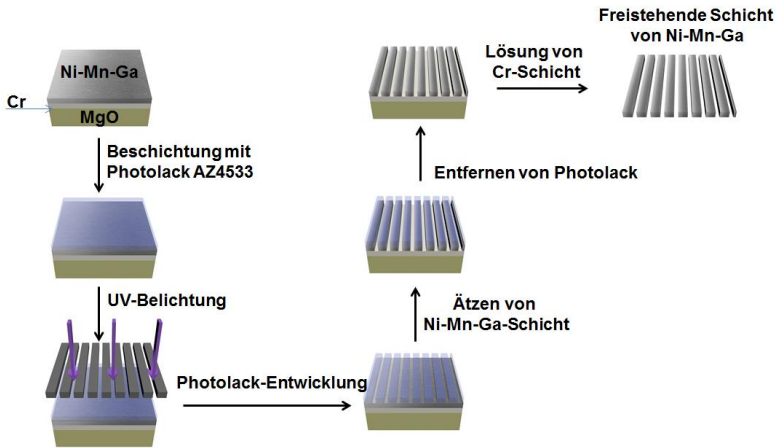 Ni-Mn-Ga
Cr
MgO
Beschichtung mit
Photolack AZ4533
UV-Belichtung
Photolack-Entwicklung
Ätzen von
Ni-Mn-Ga-Schicht
Entfernen von Photolack
Lösung von
Cr-Schicht
Freistehende Schicht
von Ni-Mn-Ga